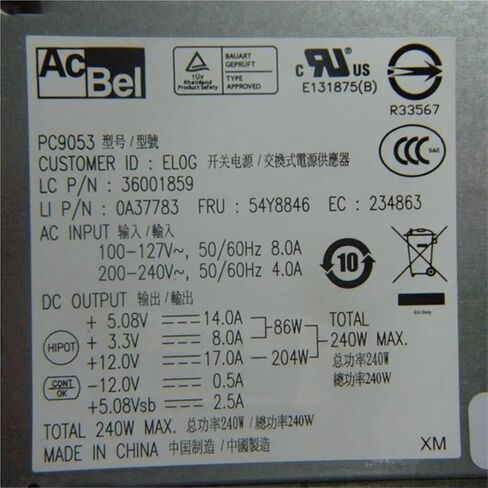 AcBel
TÜV
Rheinland
Product Safety
BAUART
GEPRÜFT
TYPE
APPROVED
c RU US
E131875(B)
R33567
PC9053 型号/型號
CUSTOMER ID : ELOG 开关电源/交換式電源供應器
LC P/N : 36001859
LI P/N : 0A37783 FRU : 54Y8846 EC : 234863
CCC S&E
AC INPUT 输入/輸入
100-127V~, 50/60Hz 8.0A
200-240V~, 50/60Hz 4.0A
10
EU Only
DC OUTPUT 输出/輸出
HIPOT
CONT
OK
+ 5.08V 14.0A
+ 3.3V 8.0A
86W
+12.0V 17.0A 204W
-12.0V 0.5A
+5.08Vsb 2.5A
TOTAL
240W MAX.
总功率240W
總功率240W
TOTAL 240W MAX. 总功率240W /總功率240W
MADE IN CHINA 中国制造/中國製造
XM